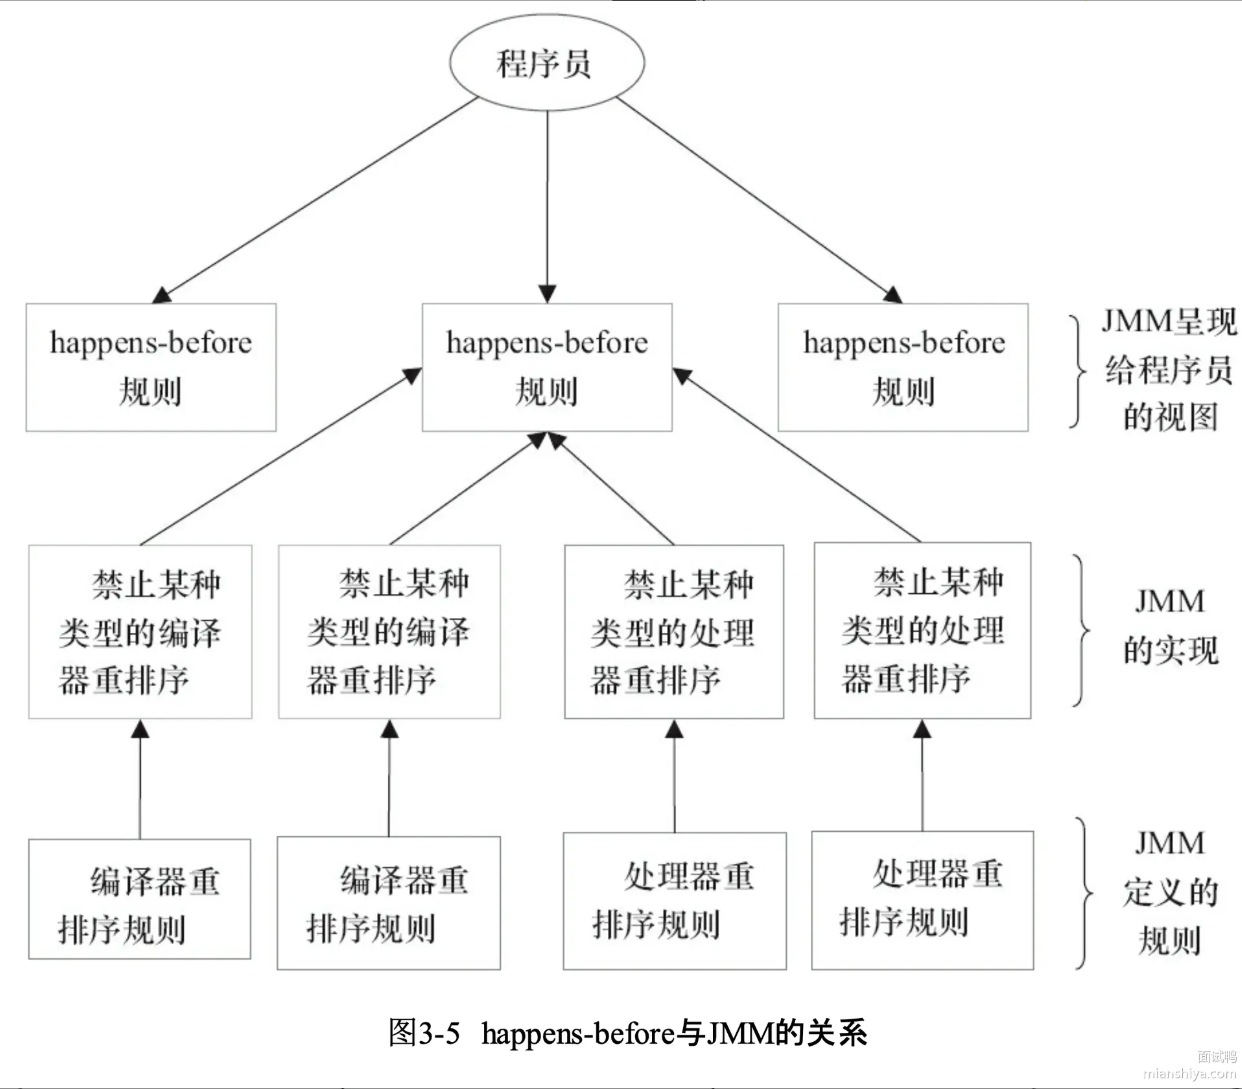 程序员
happens-before
规则
happens-before
规则
happens-before
规则
JMM呈现
给程序员
的视图
禁止某种
类型的编译
器重排序
禁止某种
类型的编译
器重排序
禁止某种
类型的处理
器重排序
禁止某种
类型的处理
器重排序
JMM
的实现
编译器重
排序规则
编译器重
排序规则
处理器重
排序规则
处理器重
排序规则
JMM
定义的
规则
图3-5 happens-before与JMM的关系
面试鸭
mianshiya.com